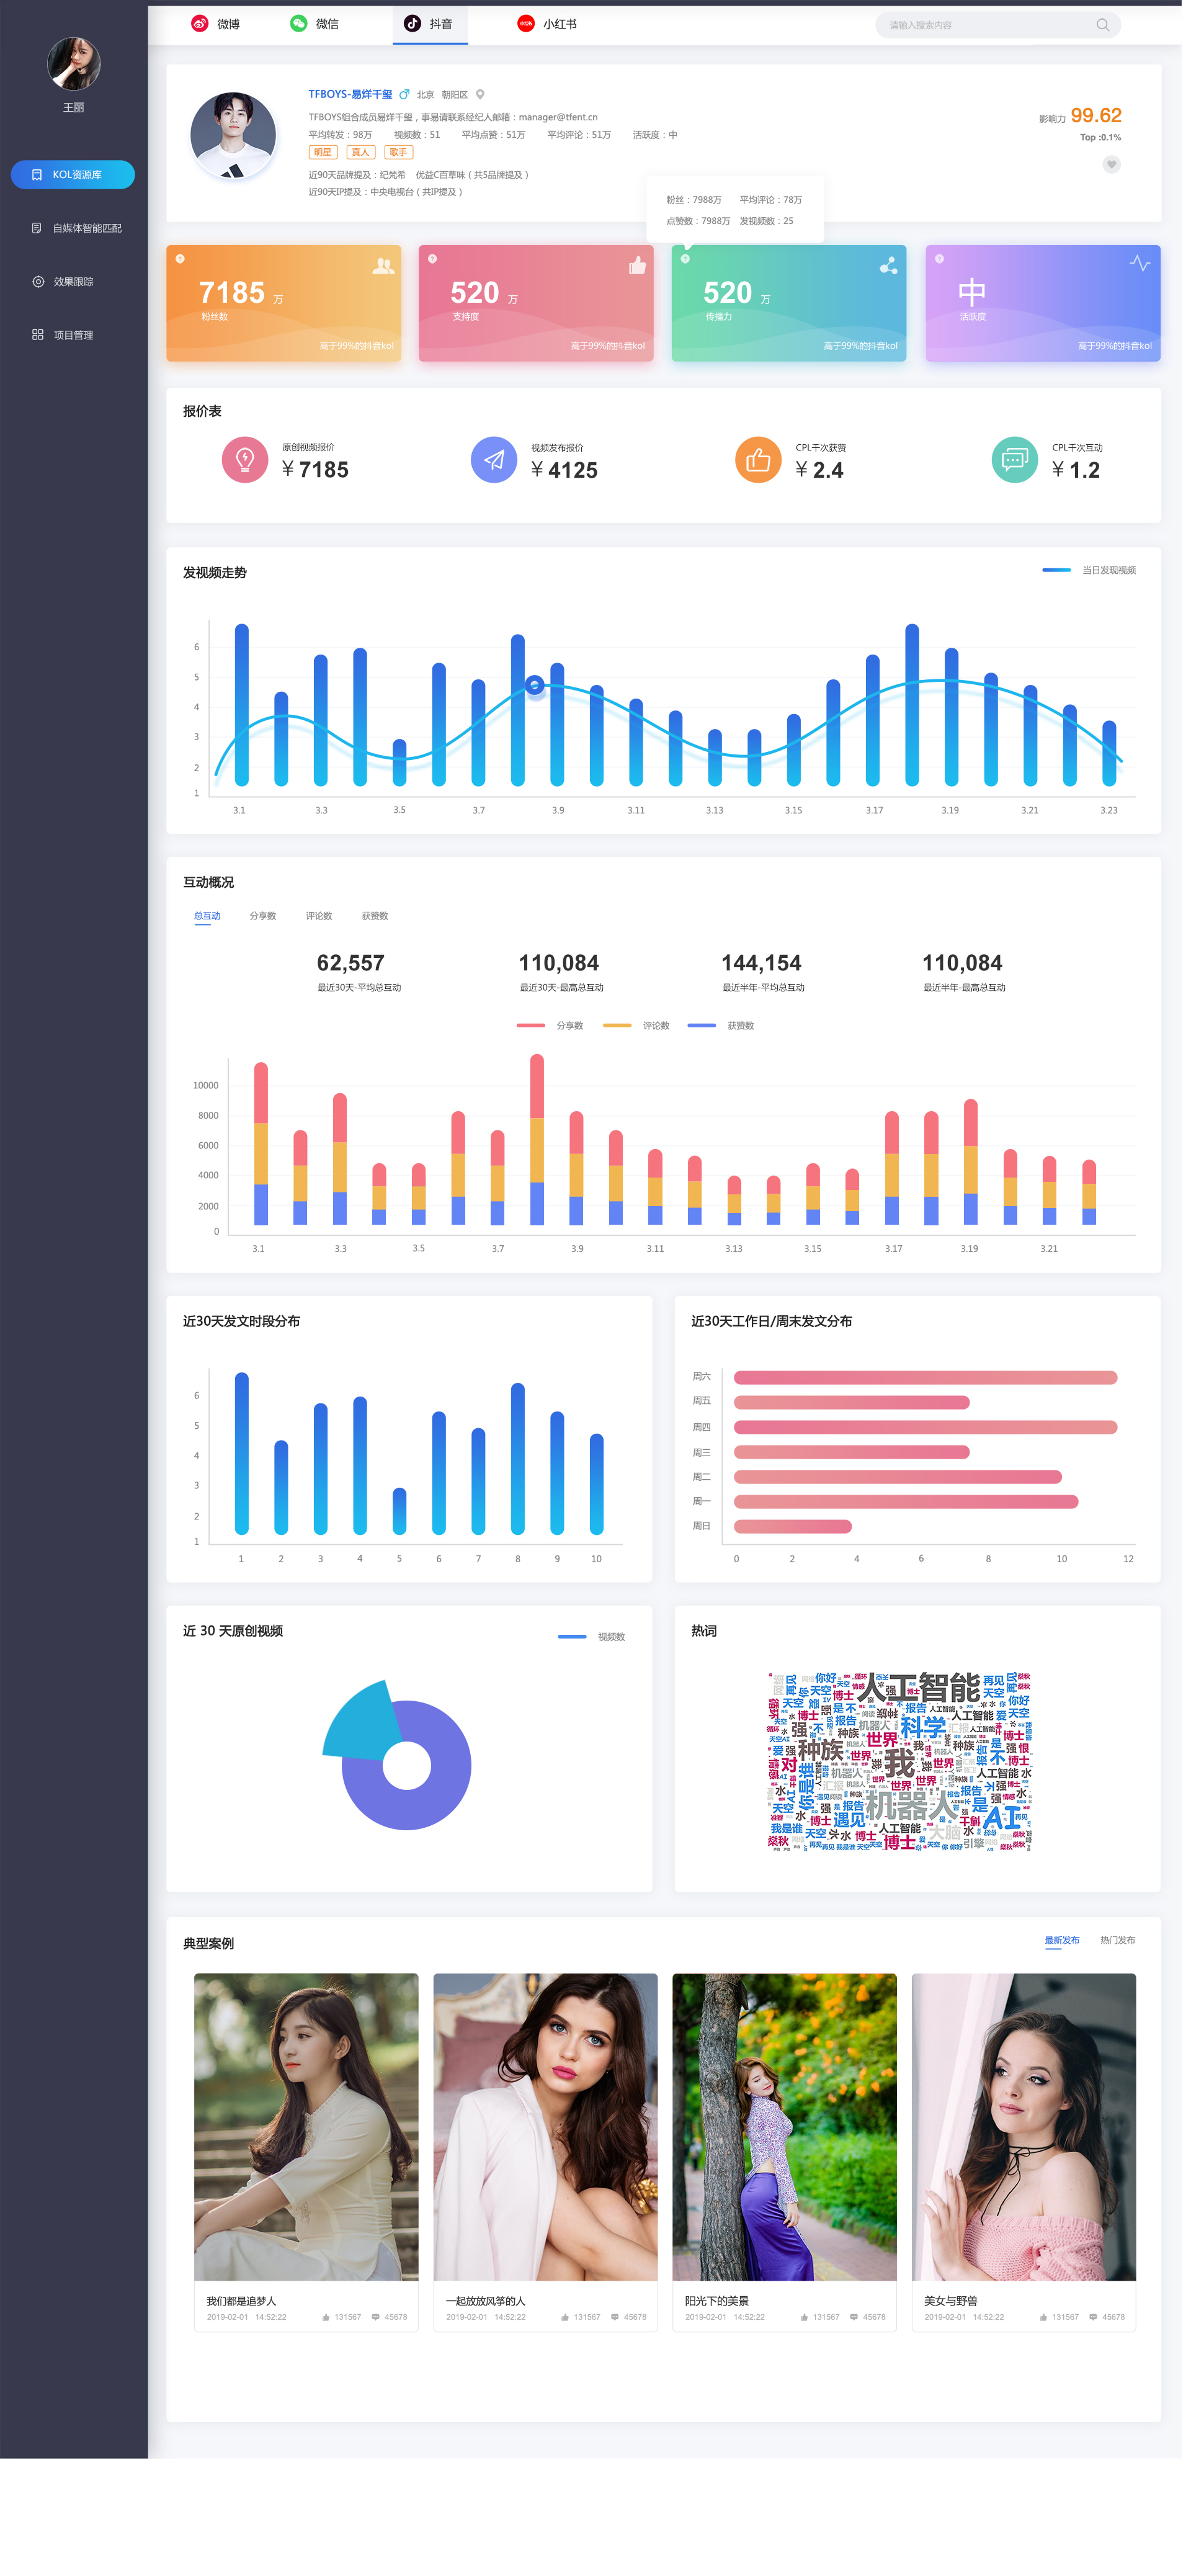 微博 微信 抖音 小红书 请输入搜索内容
王丽
KOL资源库
自媒体智能匹配
效果跟踪
项目管理
TFBOYS-易烊千玺 北京 朝阳区
TFBOYS组合成员易烊千玺，事易请联系经纪人邮箱：manager@tfent.cn
平均转发：98万 视频数：51 平均点赞：51万 平均评论：51万 活跃度：中
明星 真人 歌手
近90天品牌提及：纪梵希 优益C百草味（共5品牌提及）
近90天IP提及：中央电视台（共IP提及）
影响力 99.62
Top :0.1%
粉丝：7988万 平均评论：78万
点赞数：7988万 发视频数：25
7185 万
粉丝数
高于99%的抖音kol
520 万
支持度
高于99%的抖音kol
520 万
传播力
高于99%的抖音kol
中
活跃度
高于99%的抖音kol
报价表
原创视频报价
¥ 7185
视频发布报价
¥ 4125
CPL千次获赞
¥ 2.4
CPL千次互动
¥ 1.2
发视频走势
当日发现视频
6
5
4
3
2
1
3.1 3.3 3.5 3.7 3.9 3.11 3.13 3.15 3.17 3.19 3.21 3.23
互动概况
总互动 分享数 评论数 获赞数
62,557 110,084 144,154 110,084
最近30天-平均总互动 最近30天-最高总互动 最近半年-平均总互动 最近半年-最高总互动
分享数 评论数 获赞数
10000
8000
6000
4000
2000
0
3.1 3.3 3.5 3.7 3.9 3.11 3.13 3.15 3.17 3.19 3.21
近30天发文时段分布
6
5
4
3
2
1
1 2 3 4 5 6 7 8 9 10
近30天工作日/周末发文分布
周六
周五
周四
周三
周二
周一
周日
0 2 4 6 8 10 12
近 30 天原创视频
视频数
热词
人工智能
科学
种族
世界
我
机器人
AI
博士
遇见
大脑
你是谁
对
是
强
不
水
天空
你好
再见
报告
汇报
爱
恨
引擎
情感
燊秋
我是谁
循环
阅读
典型案例
最新发布 热门发布
我们都是追梦人
2019-02-01 14:52:22 131567 45678
一起放放风筝的人
2019-02-01 14:52:22 131567 45678
阳光下的美景
2019-02-01 14:52:22 131567 45678
美女与野兽
2019-02-01 14:52:22 131567 45678